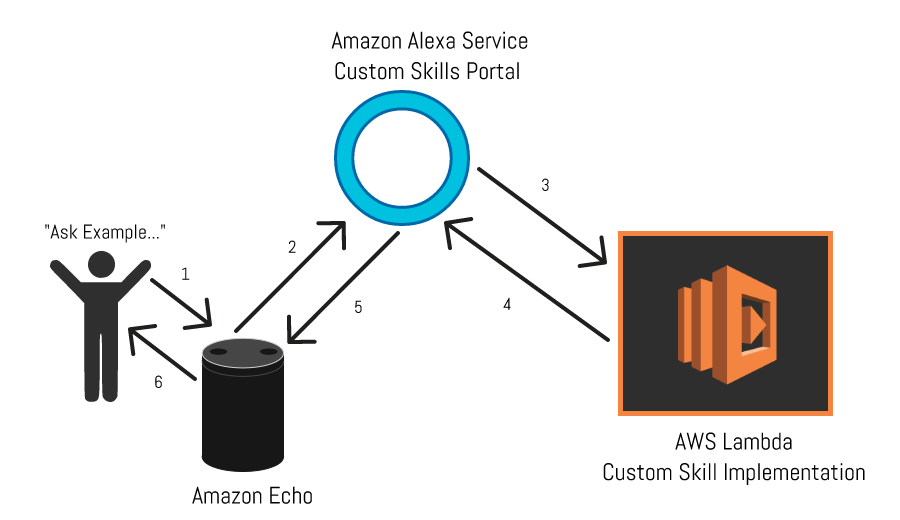 Amazon Alexa Service
Custom Skills Portal
3
"Ask Example..."
1
2
5
4
6
AWS Lambda
Custom Skill Implementation
Amazon Echo